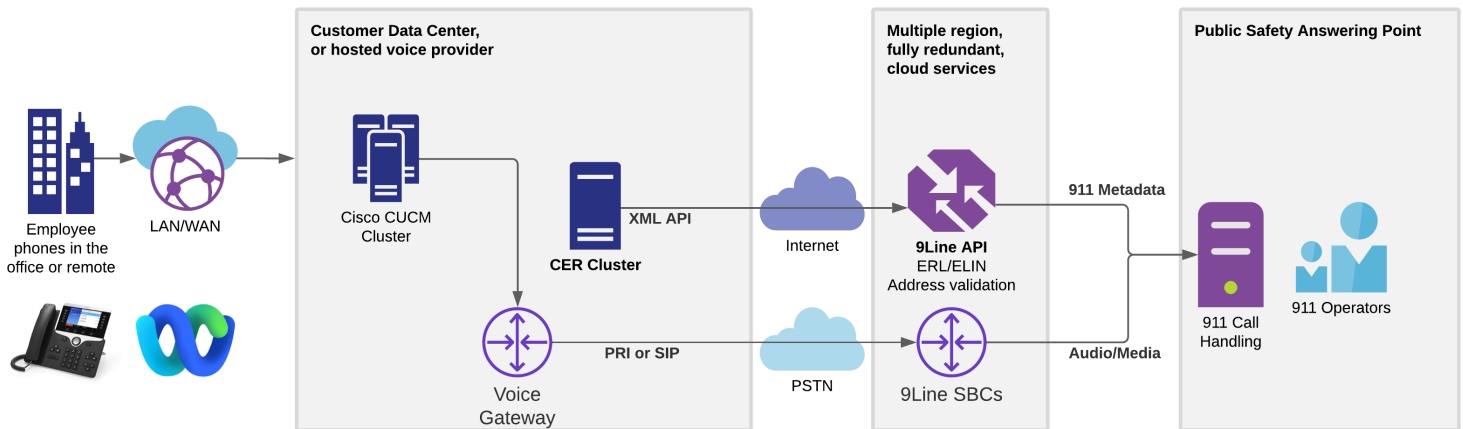 Customer Data Center,
or hosted voice provider
Multiple region,
fully redundant,
cloud services
Public Safety Answering Point
Employee
phones in the
office or remote
LAN/WAN
Cisco CUCM
Cluster
CER Cluster
XML API
Internet
9Line API
ERL/ELIN
Address validation
911 Metadata
911 Call
Handling
911 Operators
Voice
Gateway
PRI or SIP
PSTN
9Line SBCs
Audio/Media